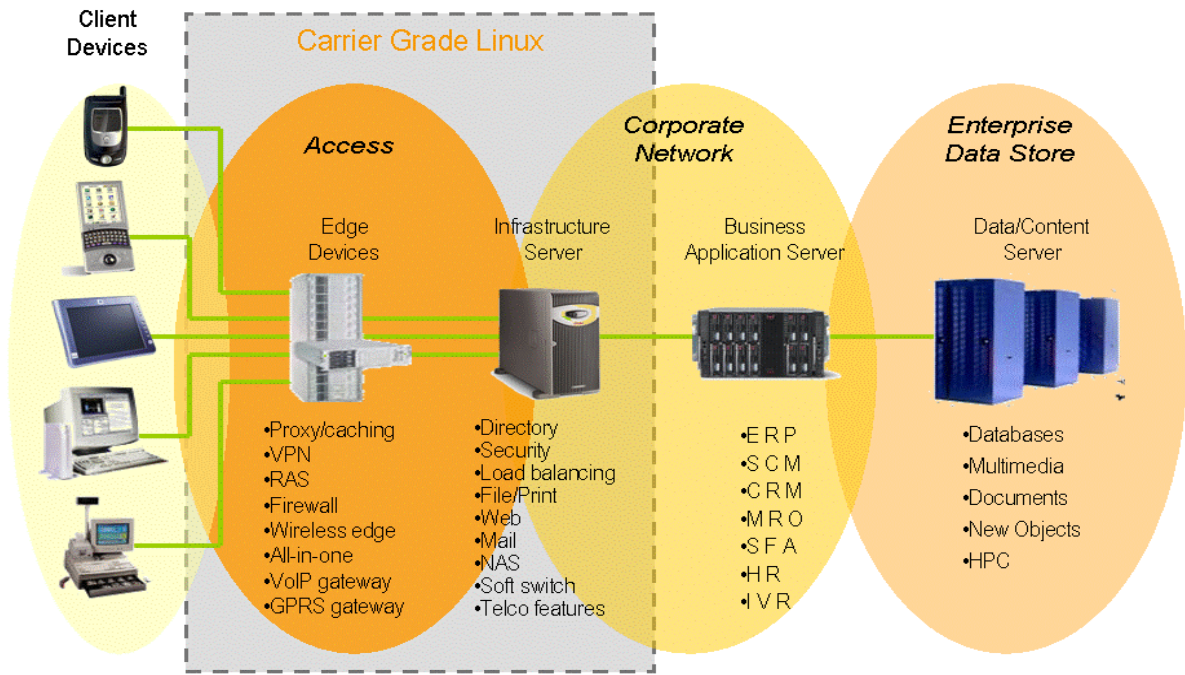 Client
Devices
Carrier Grade Linux
Access
Corporate
Network
Enterprise
Data Store
Edge
Devices
Infrastructure
Server
Business
Application Server
Data/Content
Server
•Proxy/caching
•VPN
•RAS
•Firewall
•Wireless edge
•All-in-one
•VoIP gateway
•GPRS gateway
•Directory
•Security
•Load balancing
•File/Print
•Web
•Mail
•NAS
•Soft switch
•Telco features
•E R P
•S C M
•C R M
•M R O
•S F A
•H R
•I V R
•Databases
•Multimedia
•Documents
•New Objects
•HPC